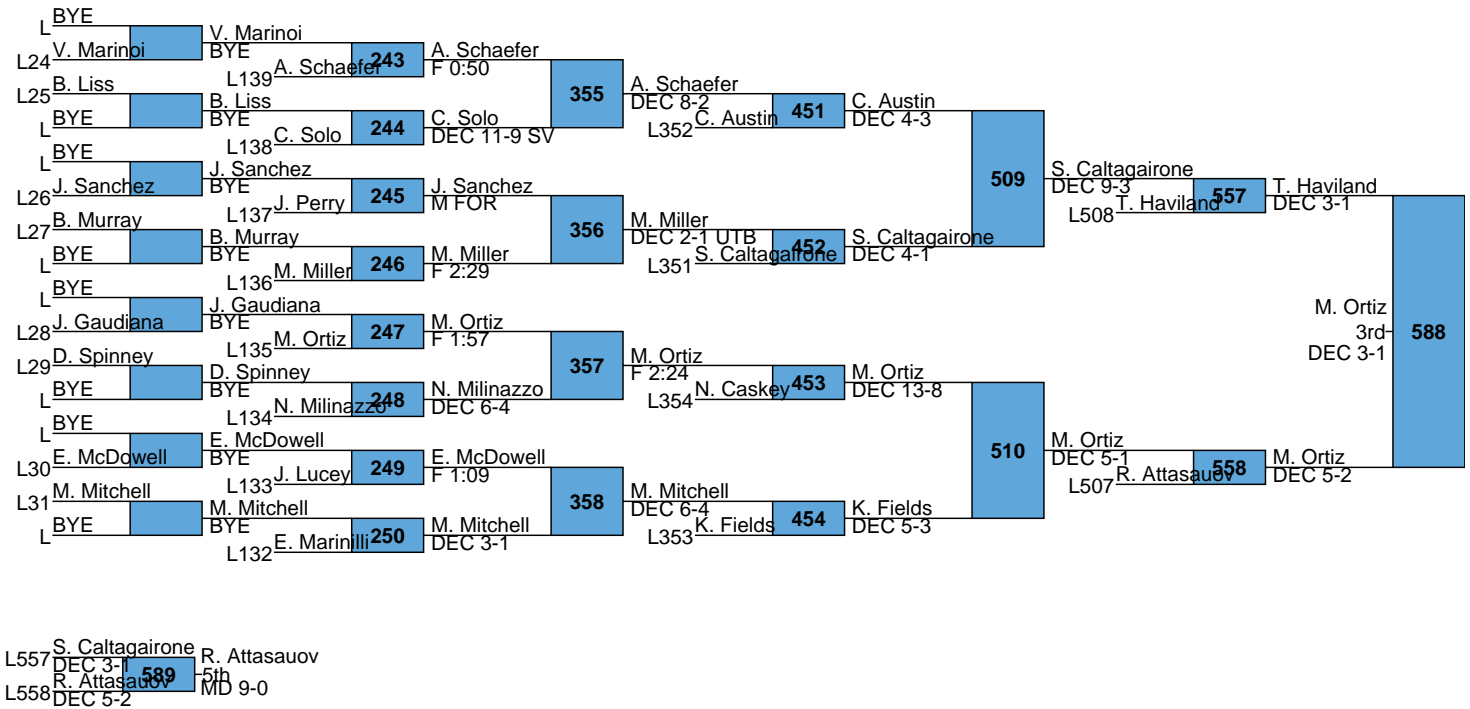 BYE
L
V. Marinoi
BYE
V. Marinoi
L24
243
A. Schaefer
F 0:50
A. Schaefer
L139
B. Liss
L25
355
A. Schaefer
DEC 8-2
B. Liss
BYE
451
C. Austin
DEC 4-3
C. Austin
L352
BYE
L
244
C. Solo
DEC 11-9 SV
C. Solo
L138
BYE
L
J. Sanchez
BYE
509
S. Caltagairone
DEC 9-3
J. Sanchez
L26
245
J. Sanchez
M FOR
557
T. Haviland
DEC 3-1
J. Perry
L137
T. Haviland
L508
B. Murray
L27
356
M. Miller
DEC 2-1 UTB
B. Murray
BYE
452
S. Caltagairone
DEC 4-1
S. Caltagairone
L351
BYE
L
246
M. Miller
F 2:29
M. Miller
L136
BYE
L
J. Gaudiana
BYE
M. Ortiz
3rd
DEC 3-1
588
J. Gaudiana
L28
247
M. Ortiz
F 1:57
M. Ortiz
L135
D. Spinney
L29
357
M. Ortiz
F 2:24
D. Spinney
BYE
453
M. Ortiz
DEC 13-8
N. Caskey
L354
BYE
L
248
N. Milinazzo
DEC 6-4
N. Milinazzo
L134
BYE
L
E. McDowell
BYE
510
M. Ortiz
DEC 5-1
E. McDowell
L30
249
E. McDowell
F 1:09
558
M. Ortiz
DEC 5-2
J. Lucey
L133
R. Attasauov
L507
M. Mitchell
L31
358
M. Mitchell
DEC 6-4
M. Mitchell
BYE
454
K. Fields
DEC 5-3
K. Fields
L353
BYE
L
250
M. Mitchell
DEC 3-1
E. Marinilli
L132
S. Caltagairone
L557
DEC 3-1
589
R. Attasauov
5th
MD 9-0
R. Attasauov
L558
DEC 5-2